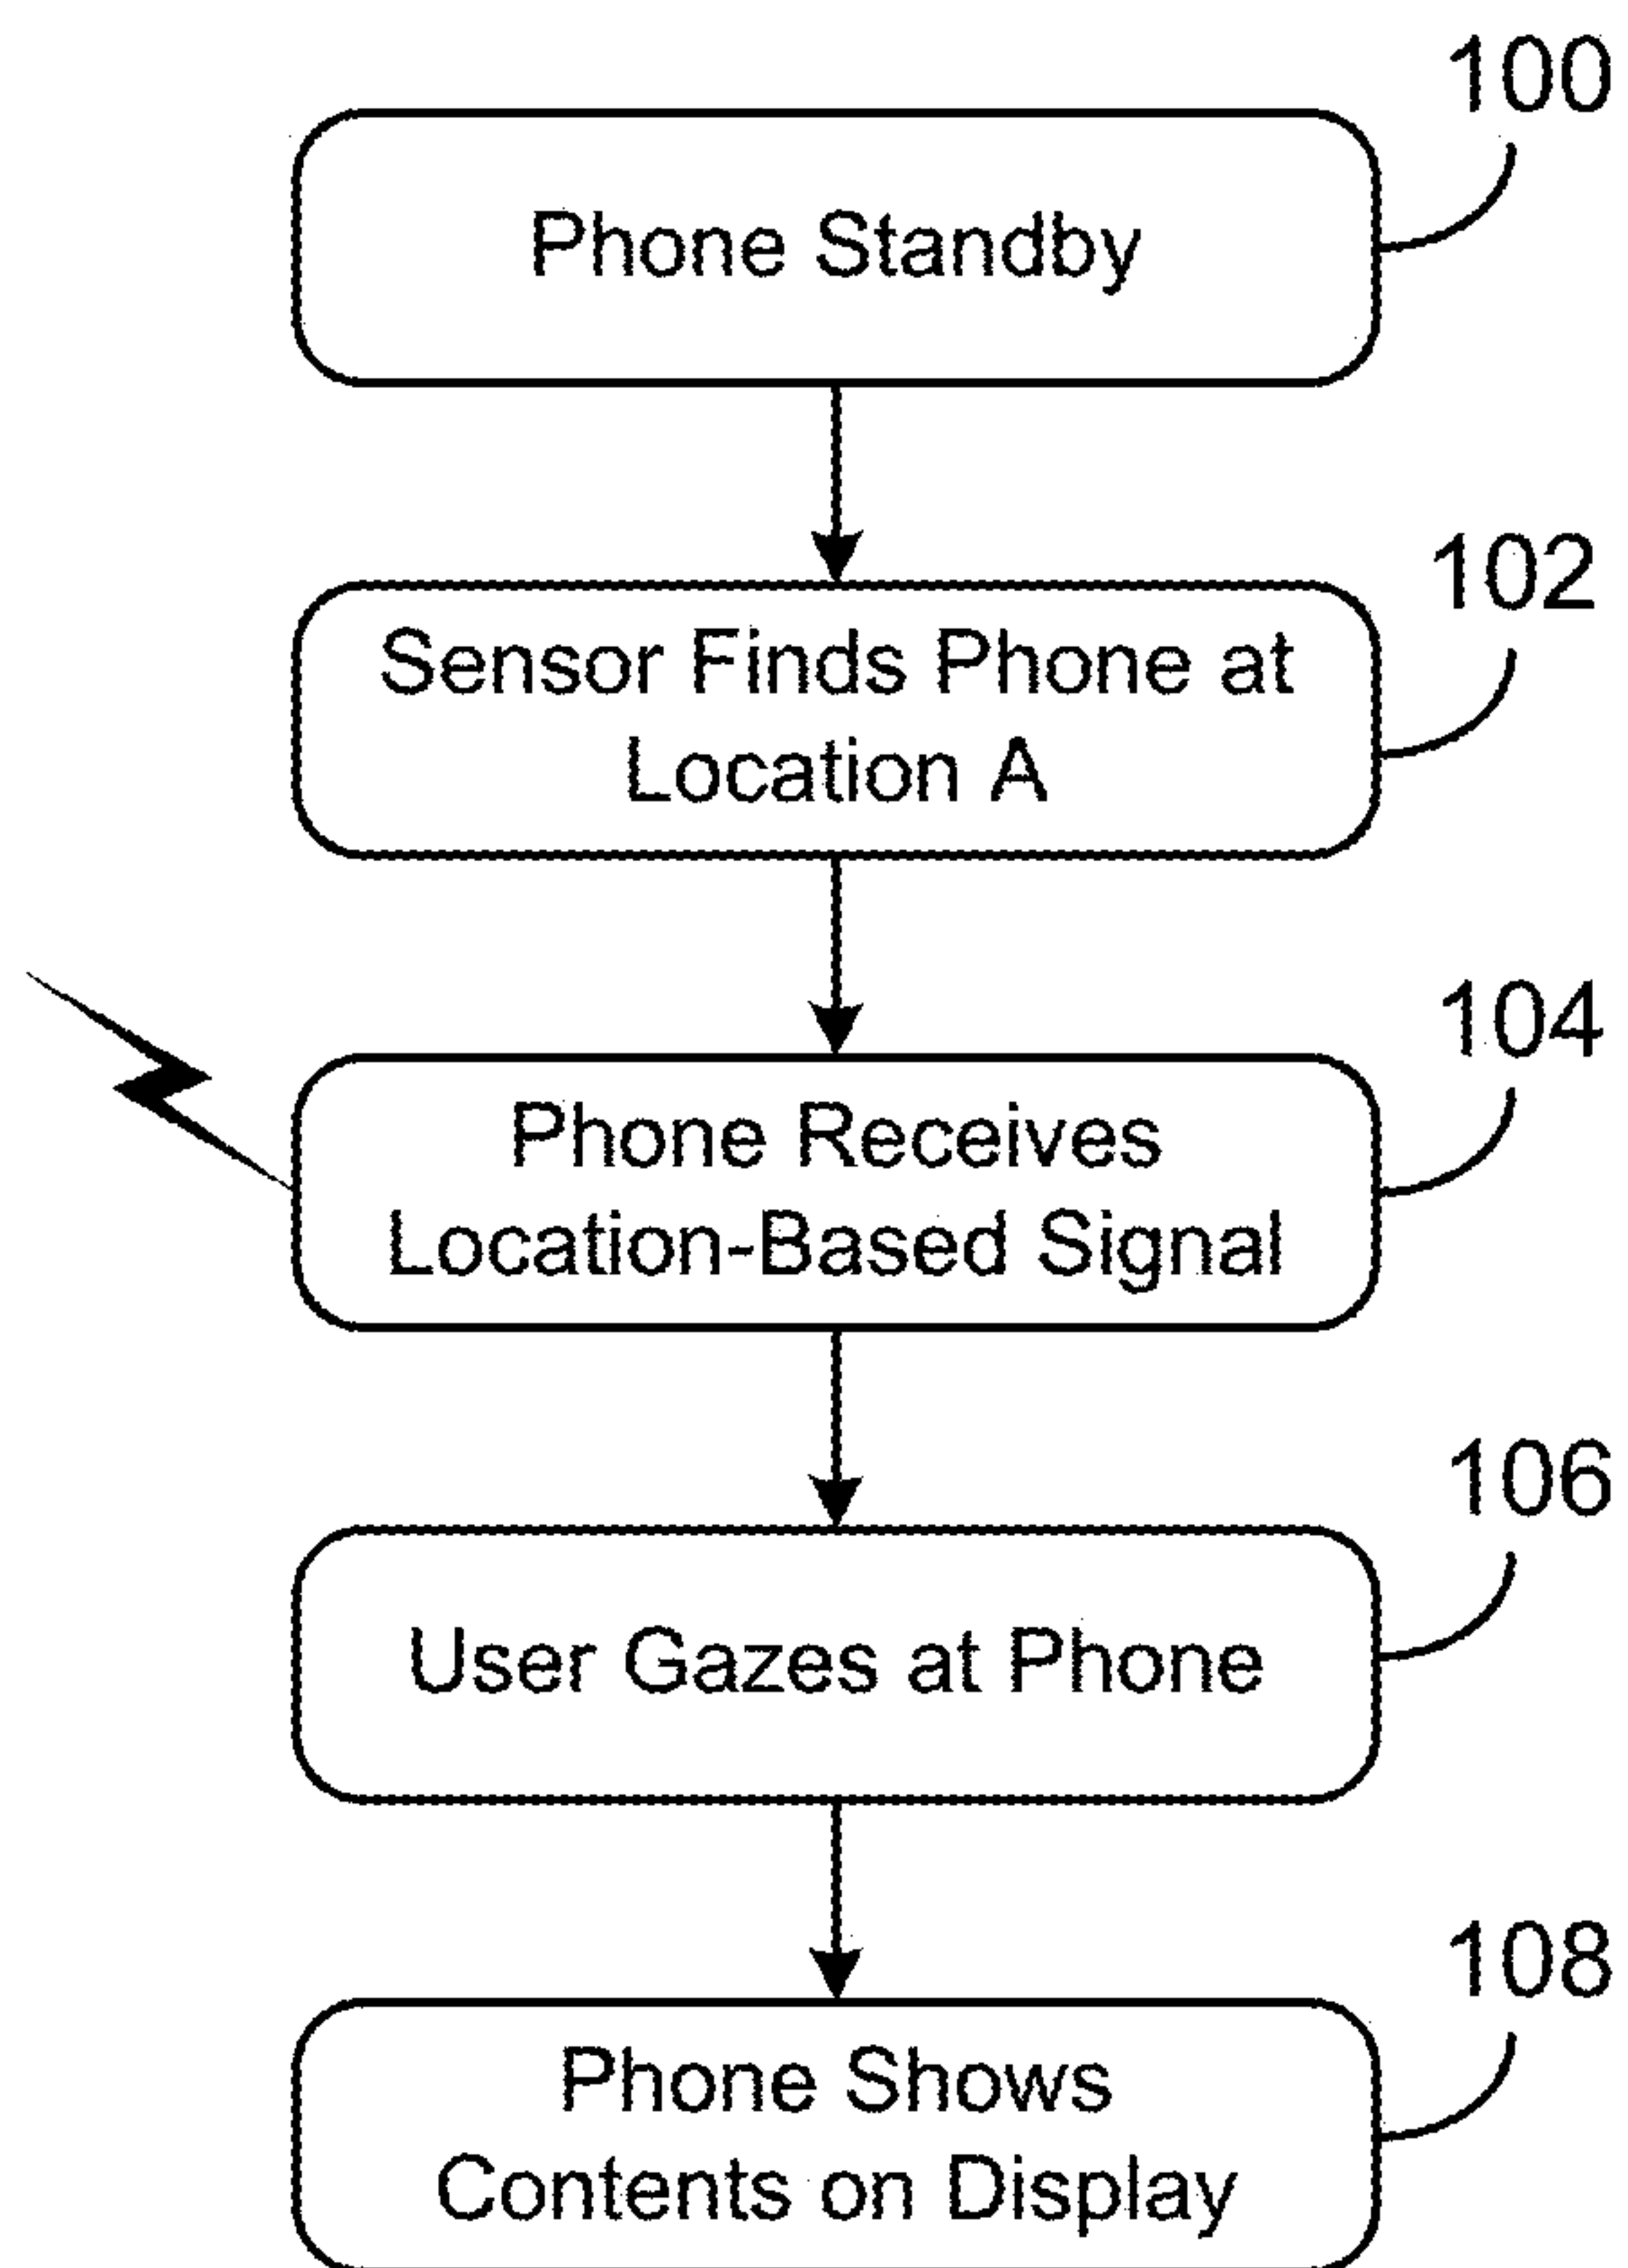 100
Phone Standby
102
Sensor Finds Phone at
Location A
104
Phone Receives
Location-Based Signal
106
User Gazes at Phone
108
Phone Shows
Contents on Display